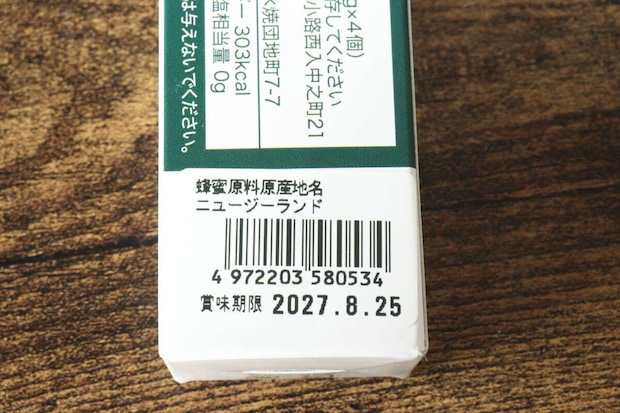 g×4個)
存してください
小路西入中之町21
水焼団地町7-7
ー 303kcal
塩相当量 0g
は与えないでください。
蜂蜜原料原産地名
ニュージーランド
4 972203 580534
賞味期限 2027.8.25